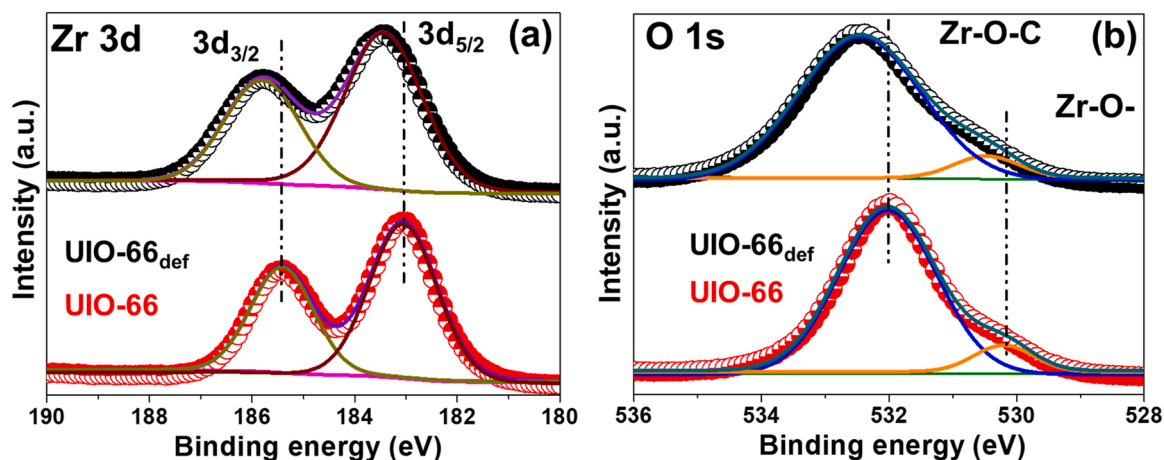 Zr 3d
3d3/2
3d5/2
(a)
UIO-66def
UIO-66
Intensity (a.u.)
190 188 186 184 182 180
Binding energy (eV)
O 1s
Zr-O-C
(b)
Zr-O-
UIO-66def
UIO-66
Intensity (a.u.)
536 534 532 530 528
Binding energy (eV)